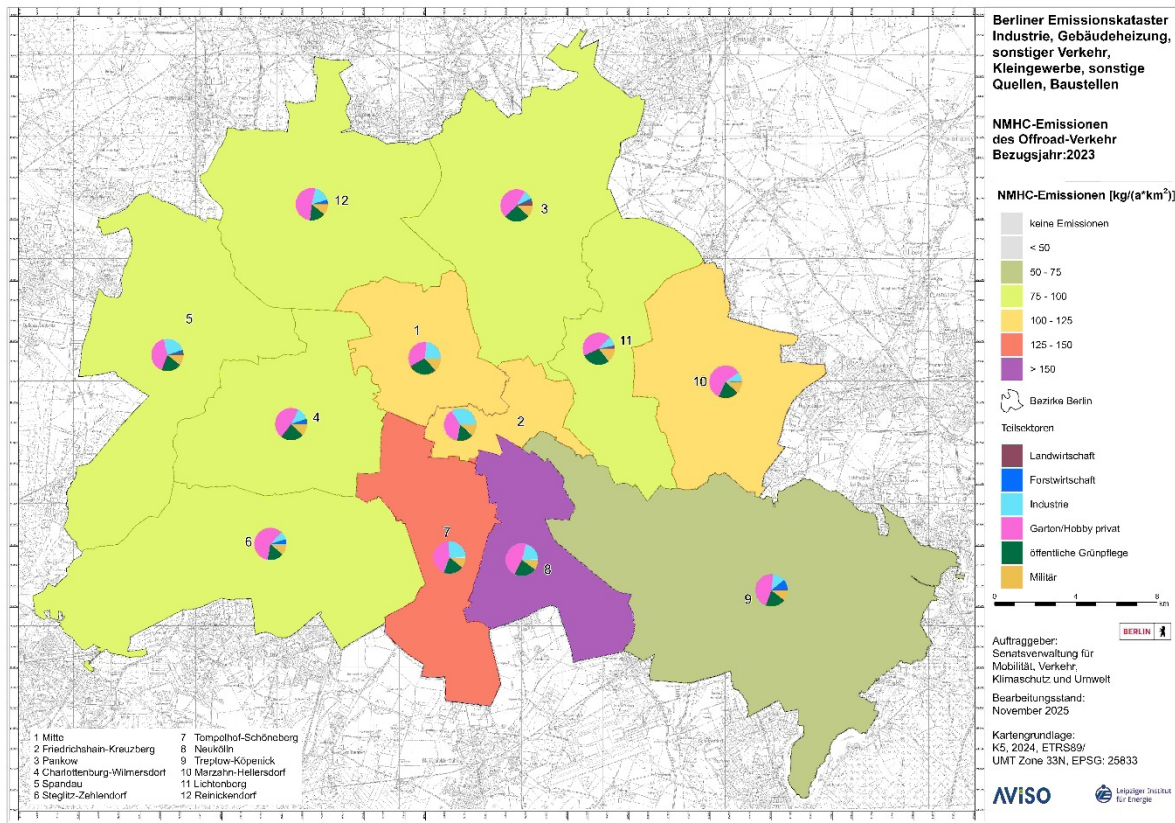 Berliner Emissionskataster
Industrie, Gebäudeheizung,
sonstiger Verkehr,
Kleingewerbe, sonstige
Quellen, Baustellen
NMHC-Emissionen
des Offroad-Verkehr
Bezugsjahr:2023
NMHC-Emissionen [kg/(a*km²)]
keine Emissionen
< 50
50 - 75
75 - 100
100 - 125
125 - 150
> 150
Bezirke Berlin
Teilsektoren
Landwirtschaft
Forstwirtschaft
Industrie
Garten/Hobby privat
öffentliche Grünpflege
Militär
0 4 8
km
BERLIN
Auftraggeber:
Senatsverwaltung für
Mobilität, Verkehr,
Klimaschutz und Umwelt
Bearbeitungsstand:
November 2025
Kartengrundlage:
K5, 2024, ETRS89/
UMT Zone 33N, EPSG: 25833
AVISO
Leipziger Institut
für Energie
12
3
5
1
11
10
4
2
7
6
8
9
1 Mitte
2 Friedrichshain-Kreuzberg
3 Pankow
4 Charlottenburg-Wilmersdorf
5 Spandau
6 Steglitz-Zehlendorf
7 Tempelhof-Schöneberg
8 Neukölln
9 Treptow-Köpenick
10 Marzahn-Hellersdorf
11 Lichtenberg
12 Reinickendorf